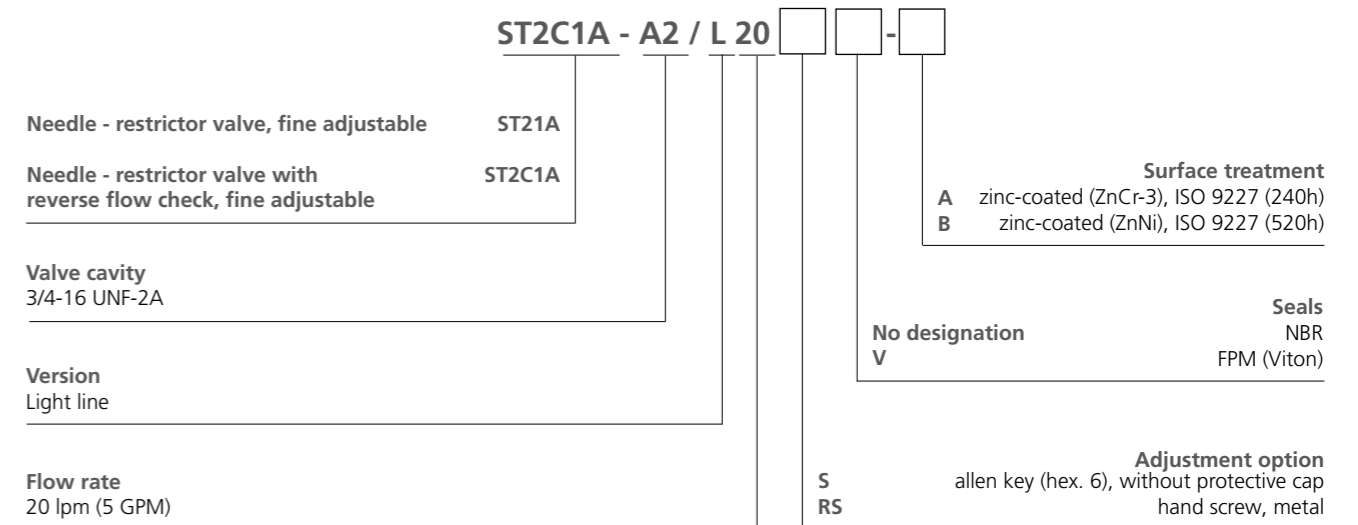 ST2C1A - A2 / L 20 -
Needle - restrictor valve, fine adjustable ST21A
Needle - restrictor valve with ST2C1A
reverse flow check, fine adjustable
Valve cavity
3/4-16 UNF-2A
Version
Light line
Flow rate
20 lpm (5 GPM)
Surface treatment
A zinc-coated (ZnCr-3), ISO 9227 (240h)
B zinc-coated (ZnNi), ISO 9227 (520h)
Seals
No designation NBR
V FPM (Viton)
Adjustment option
S allen key (hex. 6), without protective cap
RS hand screw, metal